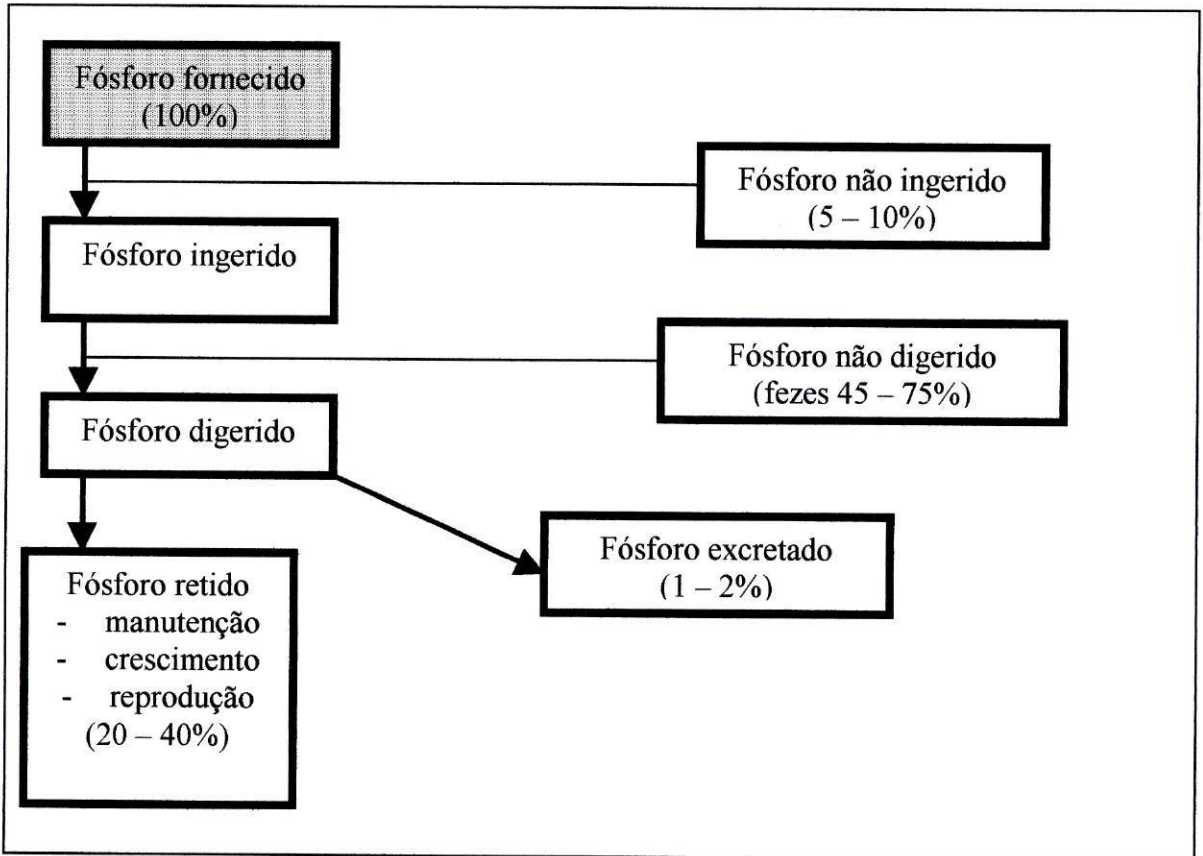 Fósforo fornecido
(100%)
Fósforo não ingerido
(5 – 10%)
Fósforo ingerido
Fósforo não digerido
(fezes 45 – 75%)
Fósforo digerido
Fósforo excretado
(1 – 2%)
Fósforo retido
- manutenção
- crescimento
- reprodução
(20 – 40%)